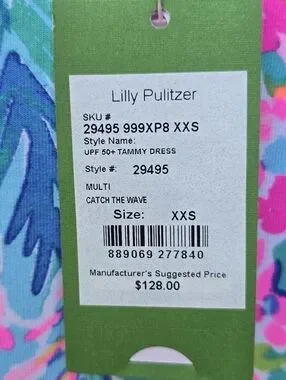 Lilly Pulitzer
SKU #
29495 999XP8 XXS
Style Name:
UPF 50+ TAMMY DRESS
Style #: 29495
MULTI
CATCH THE WAVE
Size: XXS
889069 277840
Manufacturer's Suggested Price
$128.00